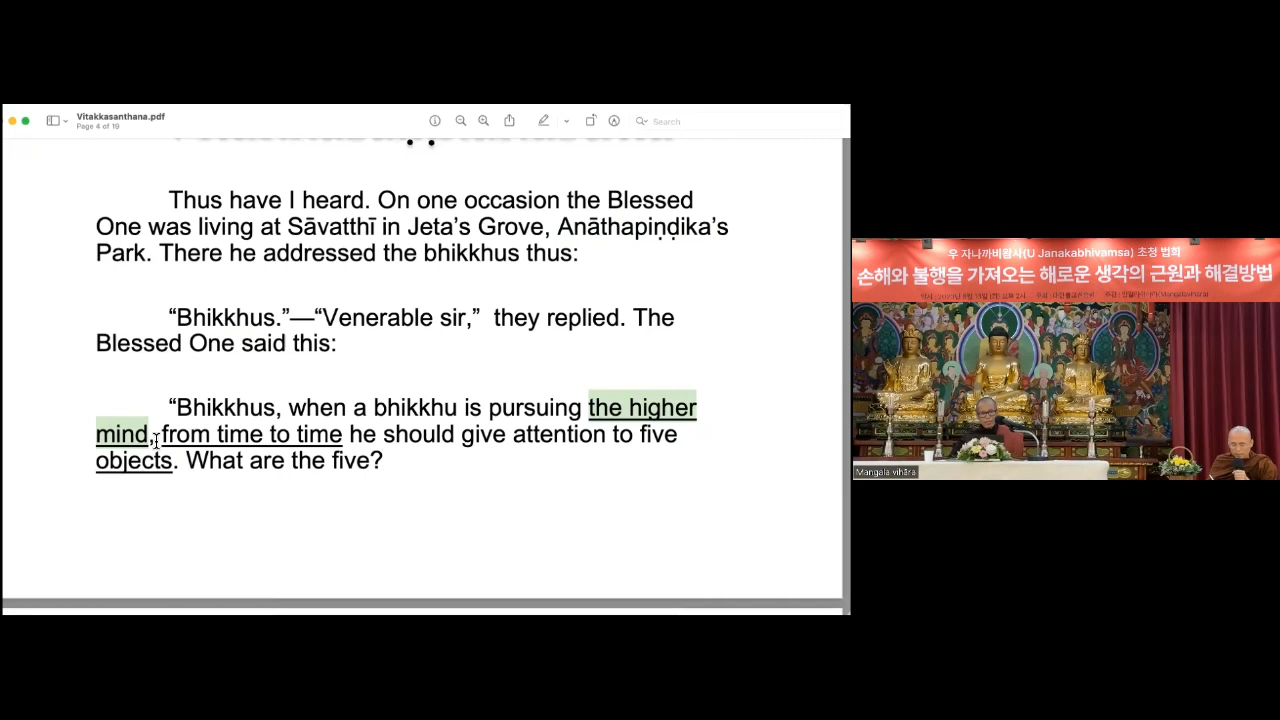 Vitakkasanthana.pdf
Page 4 of 19
Search
Thus have I heard. On one occasion the Blessed
One was living at Sāvatthī in Jeta’s Grove, Anāthapiṇḍika’s
Park. There he addressed the bhikkhus thus:
“Bhikkhus.”—“Venerable sir,” they replied. The
Blessed One said this:
“Bhikkhus, when a bhikkhu is pursuing the higher
mind, from time to time he should give attention to five
objects. What are the five?
우 자나까비왐사(U Janakabhivamsa) 초청 법회
손해와 불행을 가져오는 해로운 생각의 근원과 해결방법
Mangala vihāra